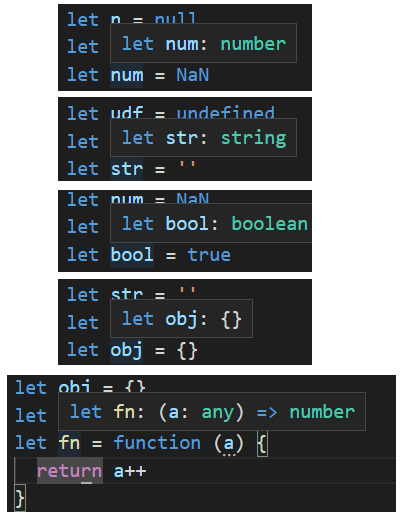 let n = null
let num: number
let num = NaN
let udf = undefined
let
let str: string
let str = ''
let num = NaN
let
let bool: boolean
let bool = true
let str = ''
let
let obj: {}
let obj = {}
let obj = {}
let
let fn: (a: any) => number
let fn = function (a) {
return a++
}